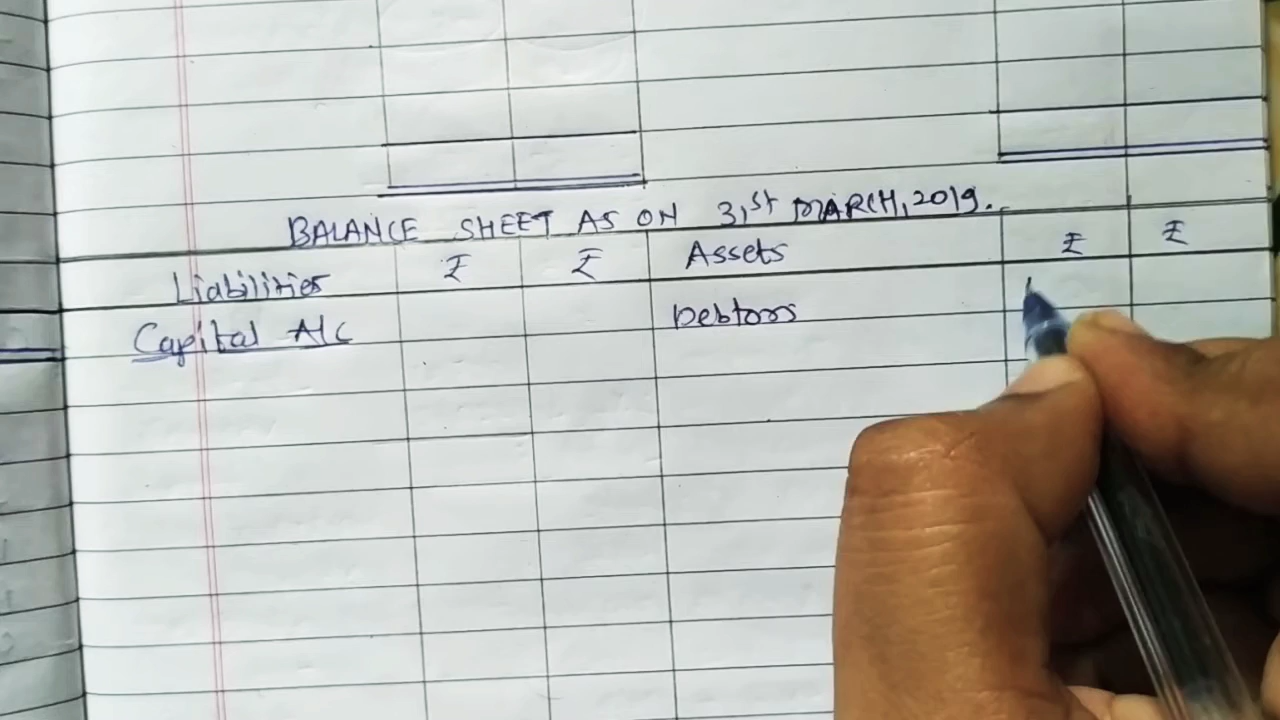 BALANCE SHEET AS ON 31st MARCH, 2019.
Liabilities ₹ ₹ Assets ₹ ₹
Capital A/c Debtors